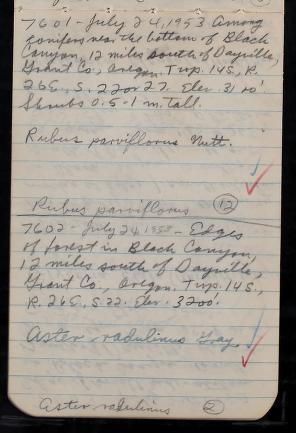 7601 - July 24, 1953 Among
conifers near the bottom of Black
Canyon, 12 miles south of Dayville,
Grant Co., Oregon. Twp. 14S., R.
26E., S. 22 or 27. Elev. 3100'
Shrubs 0.5-1 m. tall.
Rubus parviflorus Nutt.
Rubus parviflorus 12
7602 - July 24, 1953 - Edges
of forest in Black Canyon,
12 miles south of Dayville,
Grant Co., Oregon. Twp. 14S.,
R. 26E., S. 22. Elev. 3200'.
Aster radulinus Gray
Aster radulinus 2